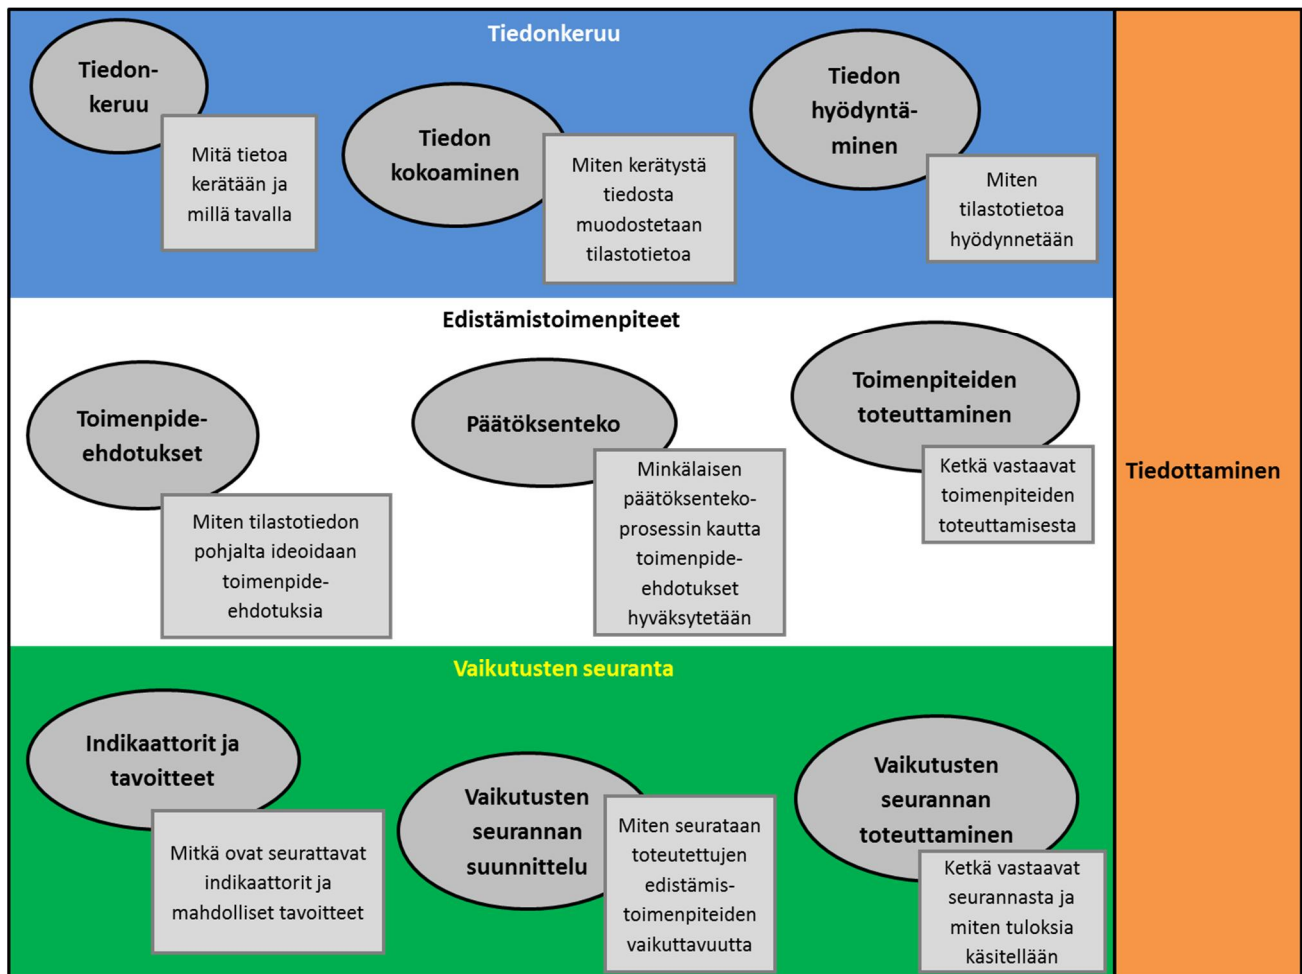 Tiedonkeruu
Tiedon-
keruu
Mitä tietoa
kerätään ja
millä tavalla
Tiedon
kokoaminen
Miten kerätystä
tiedosta
muodostetaan
tilastotietoa
Tiedon
hyödyntä-
minen
Miten
tilastotietoa
hyödynnetään
Edistämistoimenpiteet
Toimenpide-
ehdotukset
Miten tilastotiedon
pohjalta ideoidaan
toimenpide-
ehdotuksia
Päätöksenteko
Minkälaisen
päätöksenteko-
prosessin kautta
toimenpide-
ehdotukset
hyväksytetään
Toimenpiteiden
toteuttaminen
Ketkä vastaavat
toimenpiteiden
toteuttamisesta
Vaikutusten seuranta
Indikaattorit ja
tavoitteet
Mitkä ovat seurattavat
indikaattorit ja
mahdolliset tavoitteet
Vaikutusten
seurannan
suunnittelu
Miten seurataan
toteutettujen
edistämis-
toimenpiteiden
vaikuttavuutta
Vaikutusten
seurannan
toteuttaminen
Ketkä vastaavat
seurannasta ja
miten tuloksia
käsitellään
Tiedottaminen